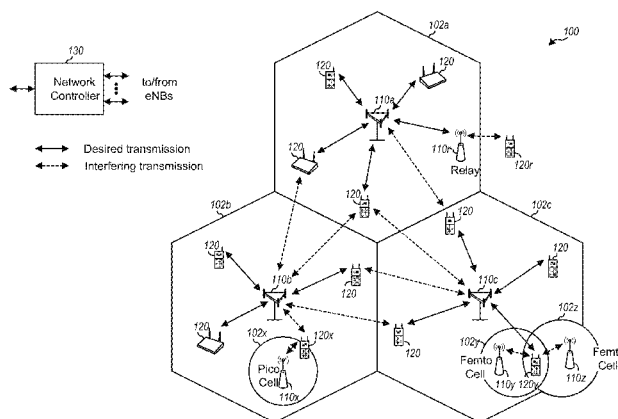 130
Network
Controller
to/from
eNBs
Desired transmission
Interfering transmission
102a
100
120
120
110a
120
110r
Relay
120r
120
102b
120
102c
120
110b
120
110c
120
120
102x
120x
Pico
Cell
110x
120
102y
102z
Femto
Cell
110y
120y
110z
Femt
Cell